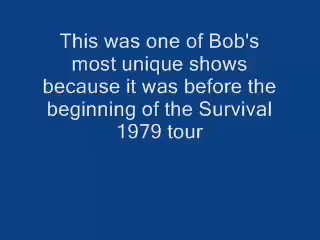 This was one of Bob's
most unique shows
because it was before the
beginning of the Survival
1979 tour